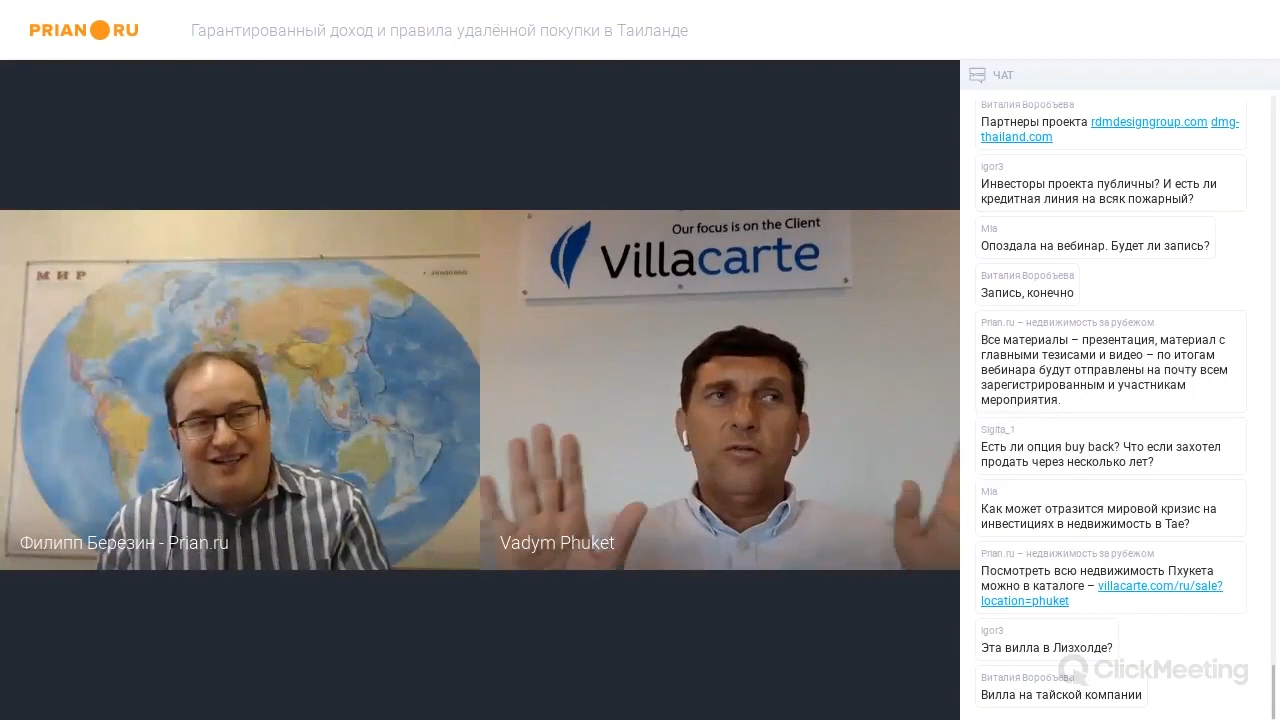 PRIAN RU
Гарантированный доход и правила удалённой покупки в Таиланде
МИР
Our focus is on the Client
Villacarte
Филипп Березин - Prian.ru
Vadym Phuket
ЧАТ
Виталия Воробъева
Партнеры проекта rdmdesigngroup.com dmg-
thailand.com
igor3
Инвесторы проекта публичны? И есть ли
кредитная линия на всяк пожарный?
Mia
Опоздала на вебинар. Будет ли запись?
Виталия Воробъева
Запись, конечно
Prian.ru – недвижимость за рубежом
Все материалы – презентация, материал с
главными тезисами и видео – по итогам
вебинара будут отправлены на почту всем
зарегистрированным и участникам
мероприятия.
Sigita_1
Есть ли опция buy back? Что если захотел
продать через несколько лет?
Mia
Как может отразится мировой кризис на
инвестициях в недвижимость в Тае?
Prian.ru – недвижимость за рубежом
Посмотреть всю недвижимость Пхукета
можно в каталоге – villacarte.com/ru/sale?
location=phuket
igor3
Эта вилла в Лизхолде?
ClickMeeting
Виталия Воробъева
Вилла на тайской компании